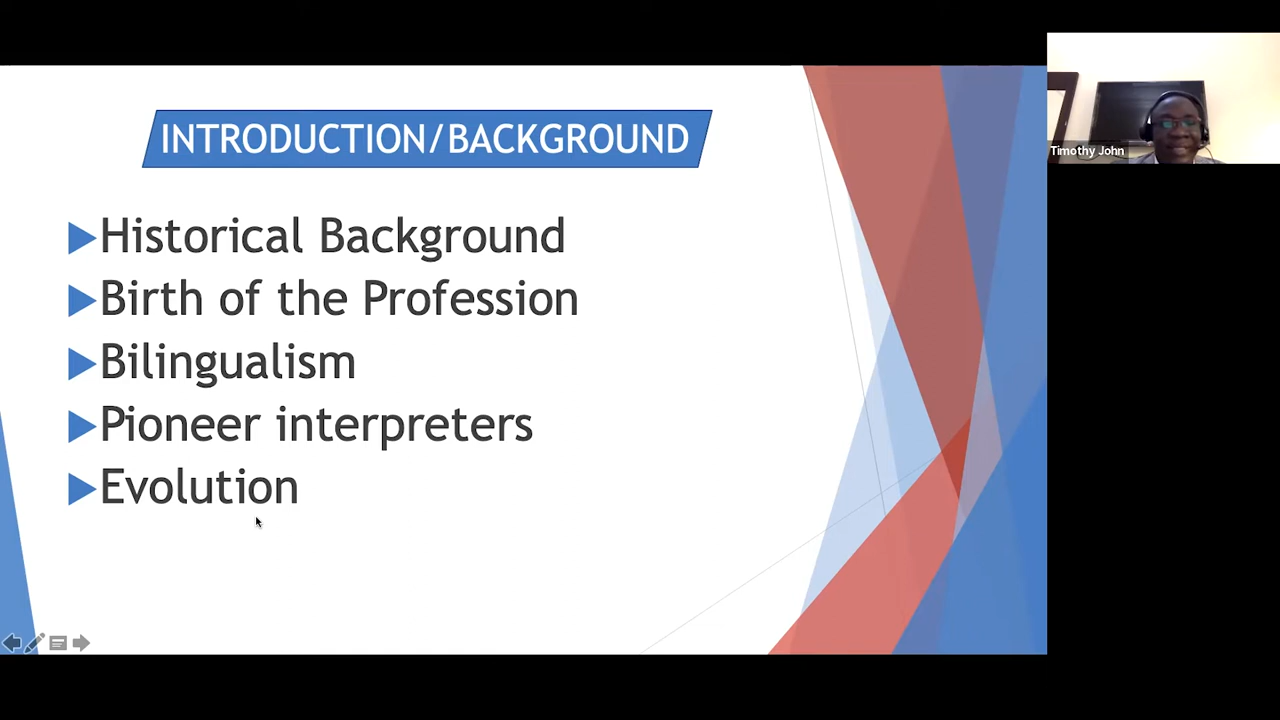 INTRODUCTION/BACKGROUND
Historical Background
Birth of the Profession
Bilingualism
Pioneer interpreters
Evolution
Timothy John